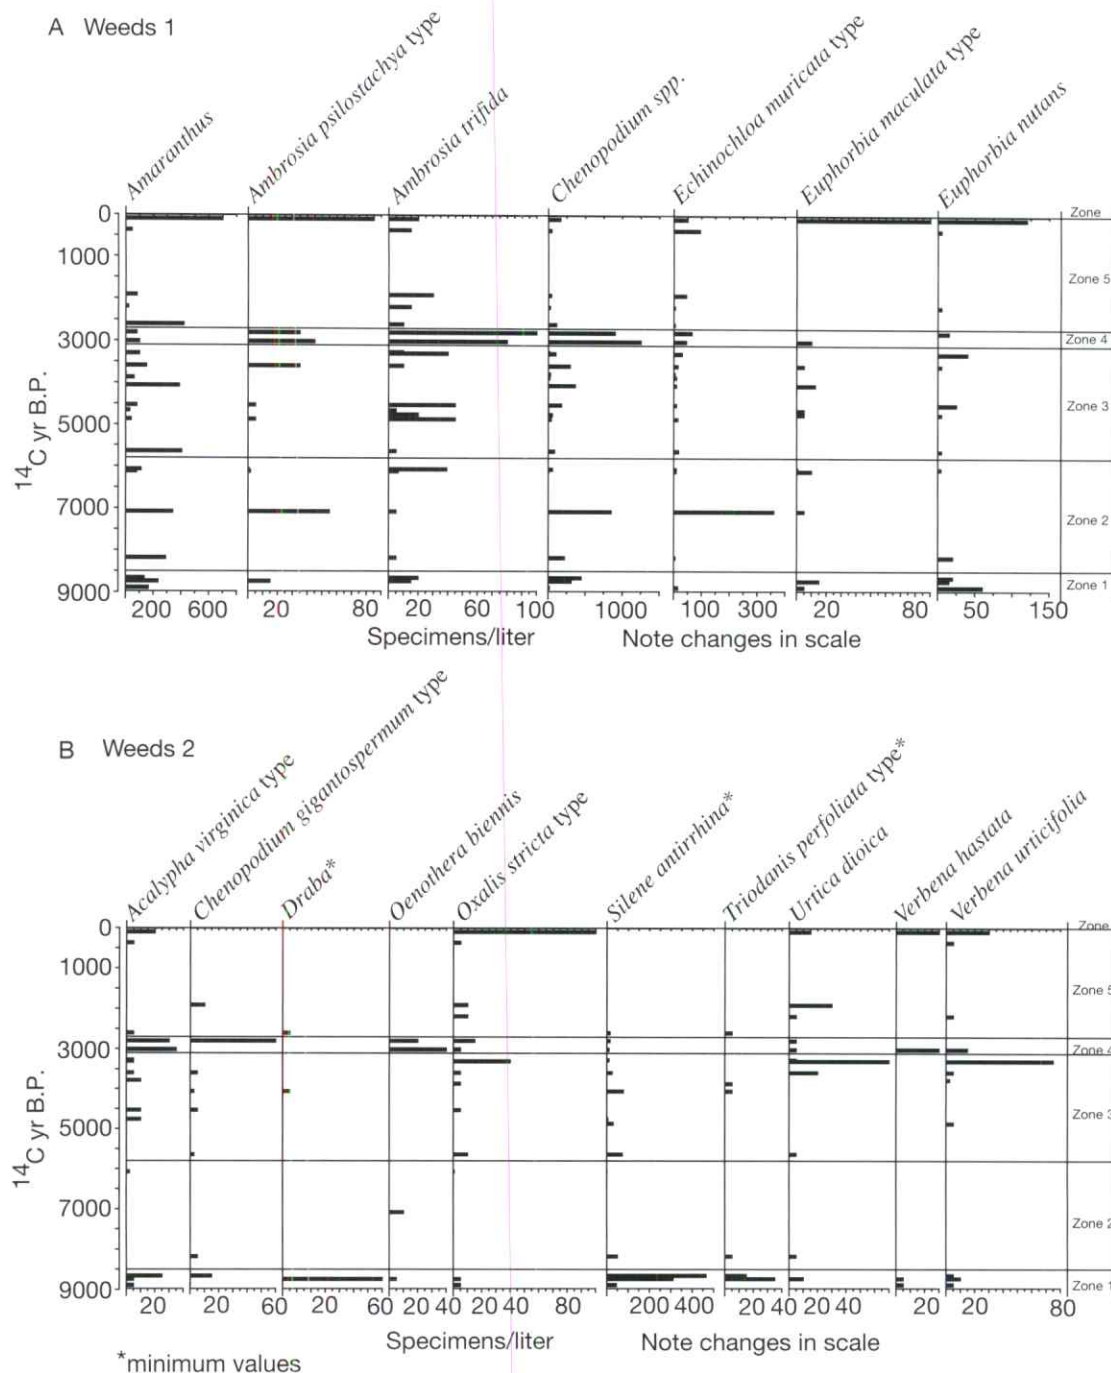 A Weeds 1
Amaranthus
Ambrosia psilostachya type
Ambrosia trifida
Chenopodium spp.
Echinochloa muricata type
Euphorbia maculata type
Euphorbia nutans
0
1000
3000
5000
7000
9000
14C yr B.P.
Zone
Zone 5
Zone 4
Zone 3
Zone 2
Zone 1
200 600 20 80 20 60 100 1000 100 300 20 80 50 150
Specimens/liter Note changes in scale
B Weeds 2
Acalypha virginica type
Chenopodium gigantospermum type
Draba*
Oenothera biennis
Oxalis stricta type
Silene antirrhina*
Triodanis perfoliata type*
Urtica dioica
Verbena hastata
Verbena urticifolia
0
1000
3000
5000
7000
9000
14C yr B.P.
Zone
Zone 5
Zone 4
Zone 3
Zone 2
Zone 1
20 20 60 20 60 20 40 40 80 200 400 20 40 20 40 20 20 80
Specimens/liter Note changes in scale
*minimum values